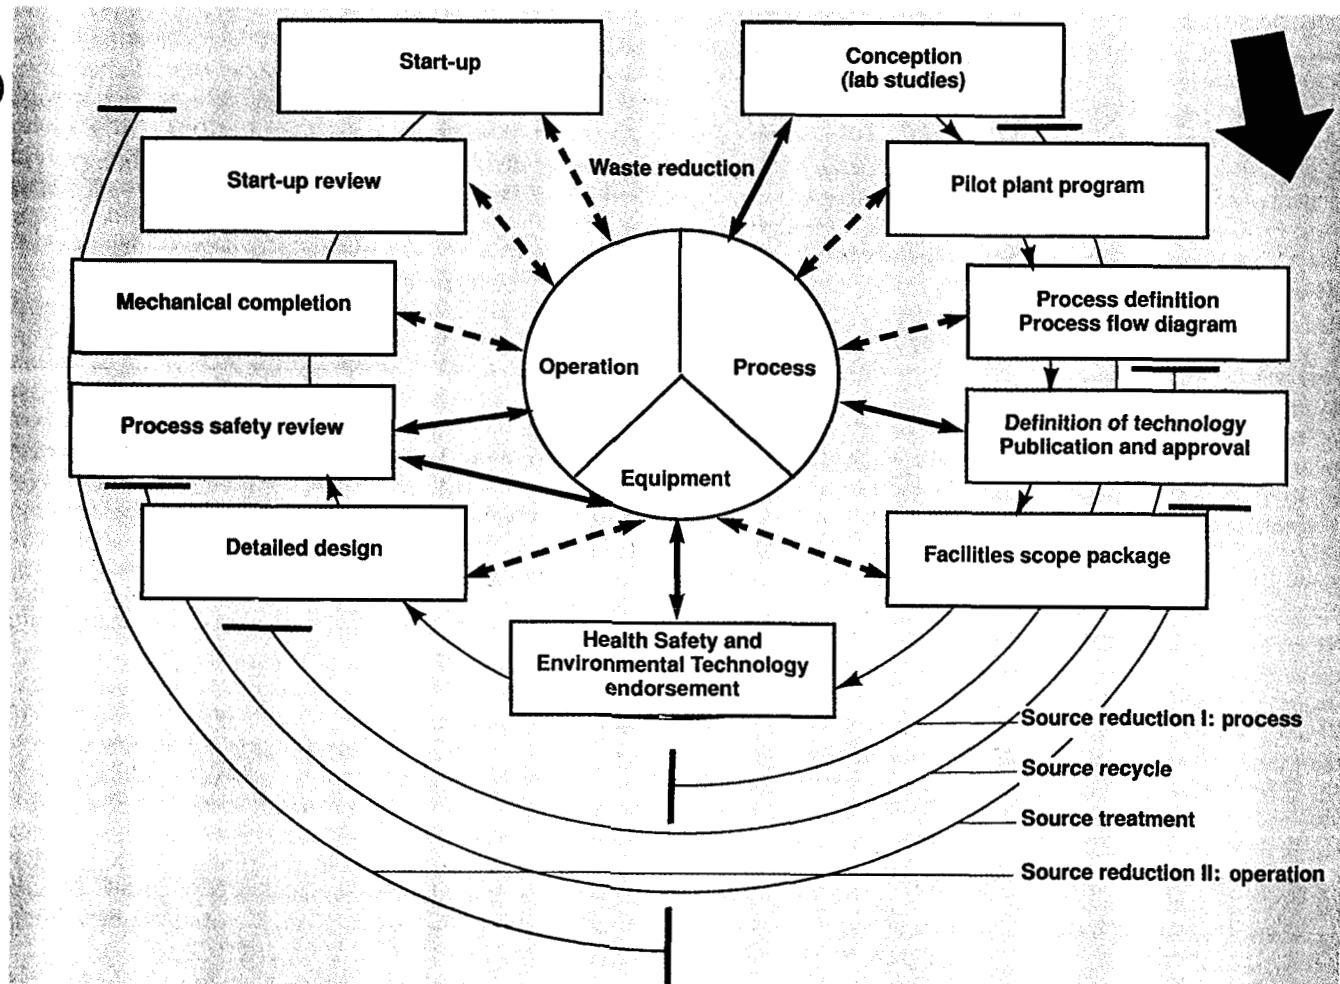 Start-up
Conception
(lab studies)
Waste reduction
Start-up review
Pilot plant program
Mechanical completion
Process definition
Process flow diagram
Operation
Process
Process safety review
Definition of technology
Publication and approval
Equipment
Detailed design
Facilities scope package
Health Safety and
Environmental Technology
endorsement
Source reduction I: process
Source recycle
Source treatment
Source reduction II: operation